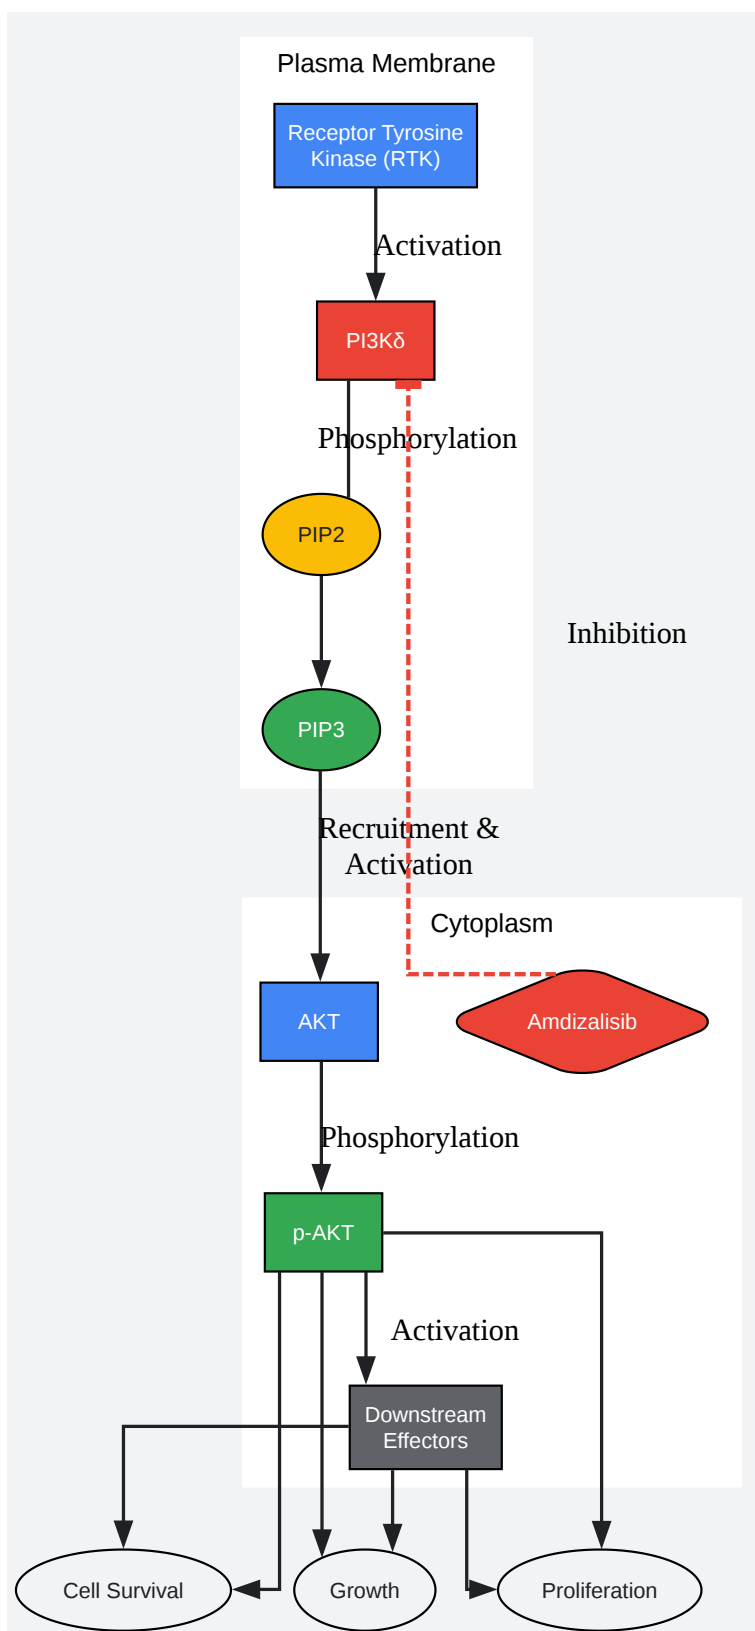 Plasma Membrane
Receptor Tyrosine
Kinase (RTK)
Activation
PI3Kδ
Phosphorylation
PIP2
Inhibition
PIP3
Recruitment &
Activation
Cytoplasm
AKT
Amdizalisib
Phosphorylation
p-AKT
Activation
Downstream
Effectors
Cell Survival
Growth
Proliferation